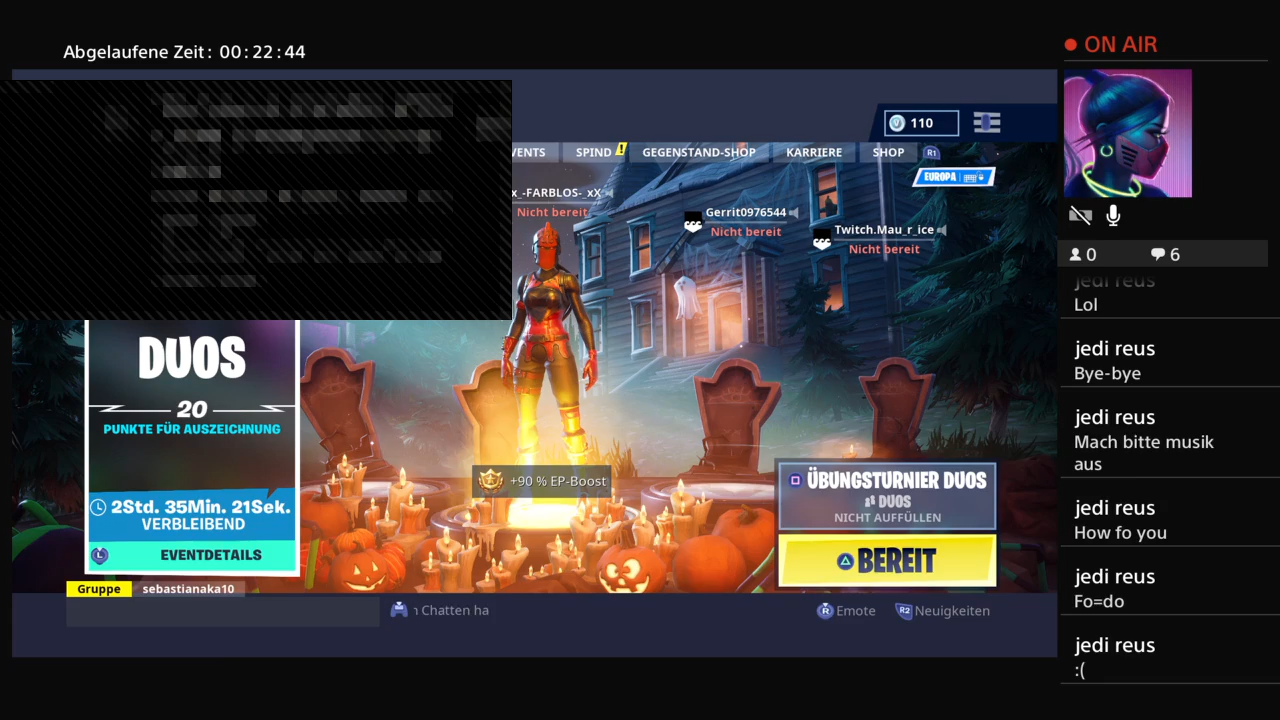 Abgelaufene Zeit: 00:22:44
ON AIR
110
SPIND
GEGENSTAND-SHOP
KARRIERE
SHOP
R1
EUROPA
x_-FARBLOS-_xX
Nicht bereit
Gerrit0976544
Nicht bereit
Twitch.Mau_r_ice
Nicht bereit
0
6
Lol
jedi reus
Bye-bye
jedi reus
Mach bitte musik
aus
jedi reus
How fo you
jedi reus
Fo=do
jedi reus
:(
DUOS
20
PUNKTE FÜR AUSZEICHNUNG
2Std. 35Min. 21Sek.
VERBLEIBEND
L
EVENTDETAILS
+90 % EP-Boost
ÜBUNGSTURNIER DUOS
DUOS
NICHT AUFFÜLLEN
BEREIT
Gruppe
sebastianaka10
Chatten ha
R
Emote
R2
Neuigkeiten